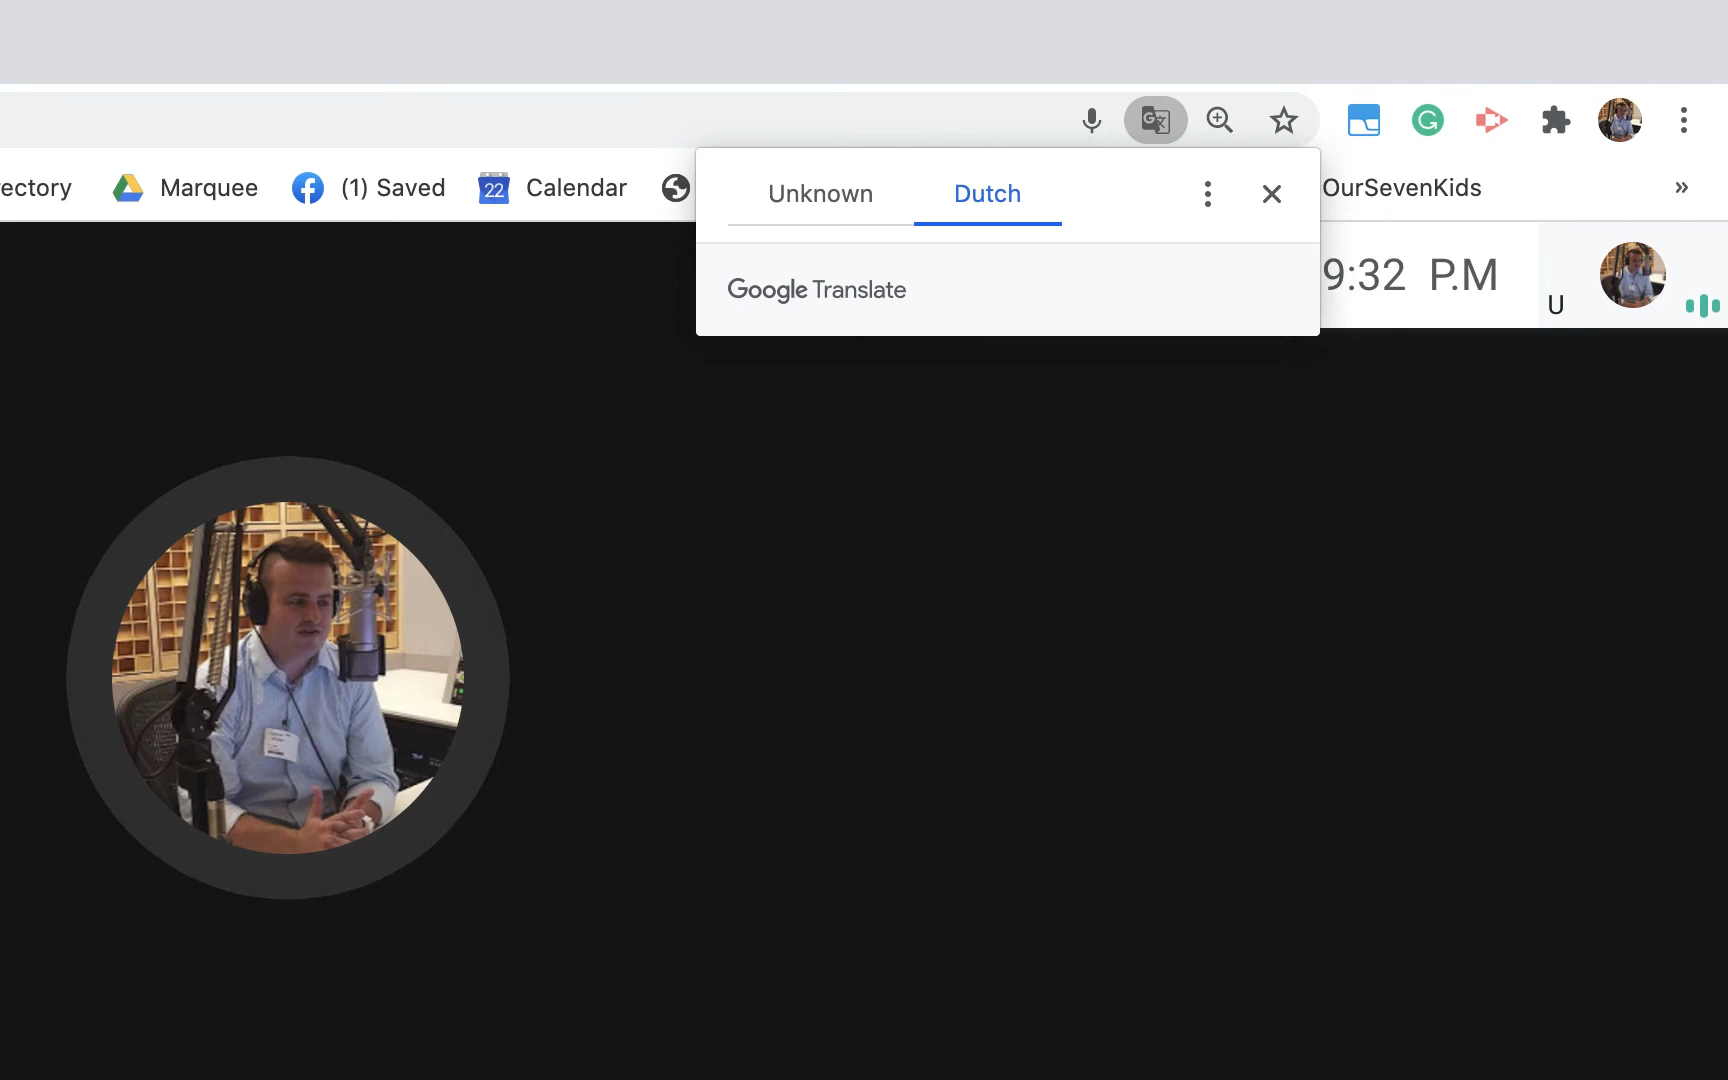 ectory Marquee (1) Saved 22 Calendar OurSevenKids »
Unknown Dutch
Google Translate
9:32 P.M
U